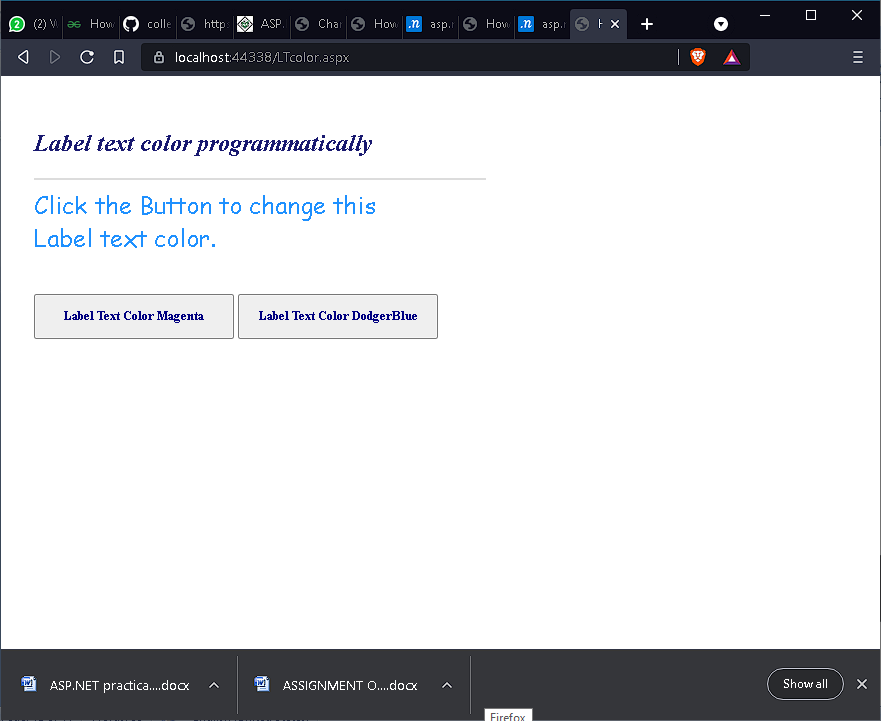 (2) W
How
colle
http:
ASP.
Cha
How
asp.
How
asp.
localhost:44338/LTcolor.aspx
Label text color programmatically
Click the Button to change this
Label text color.
Label Text Color Magenta
Label Text Color DodgerBlue
ASP.NET practica....docx
ASSIGNMENT O....docx
Show all
Firefox